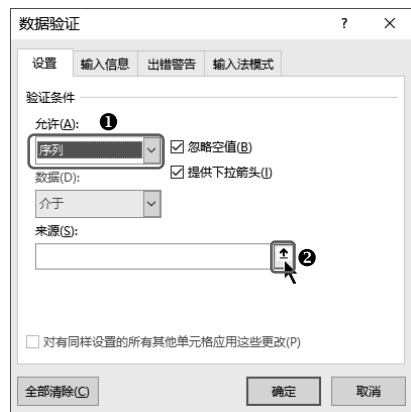 数据验证 ? ×
设置 输入信息 出错警告 输入法模式
验证条件
允许(A): ❶
序列 忽略空值(B)
数据(D): 提供下拉箭头(I)
介于
来源(S):
❷
对有同样设置的所有其他单元格应用这些更改(P)
全部清除(C) 确定 取消